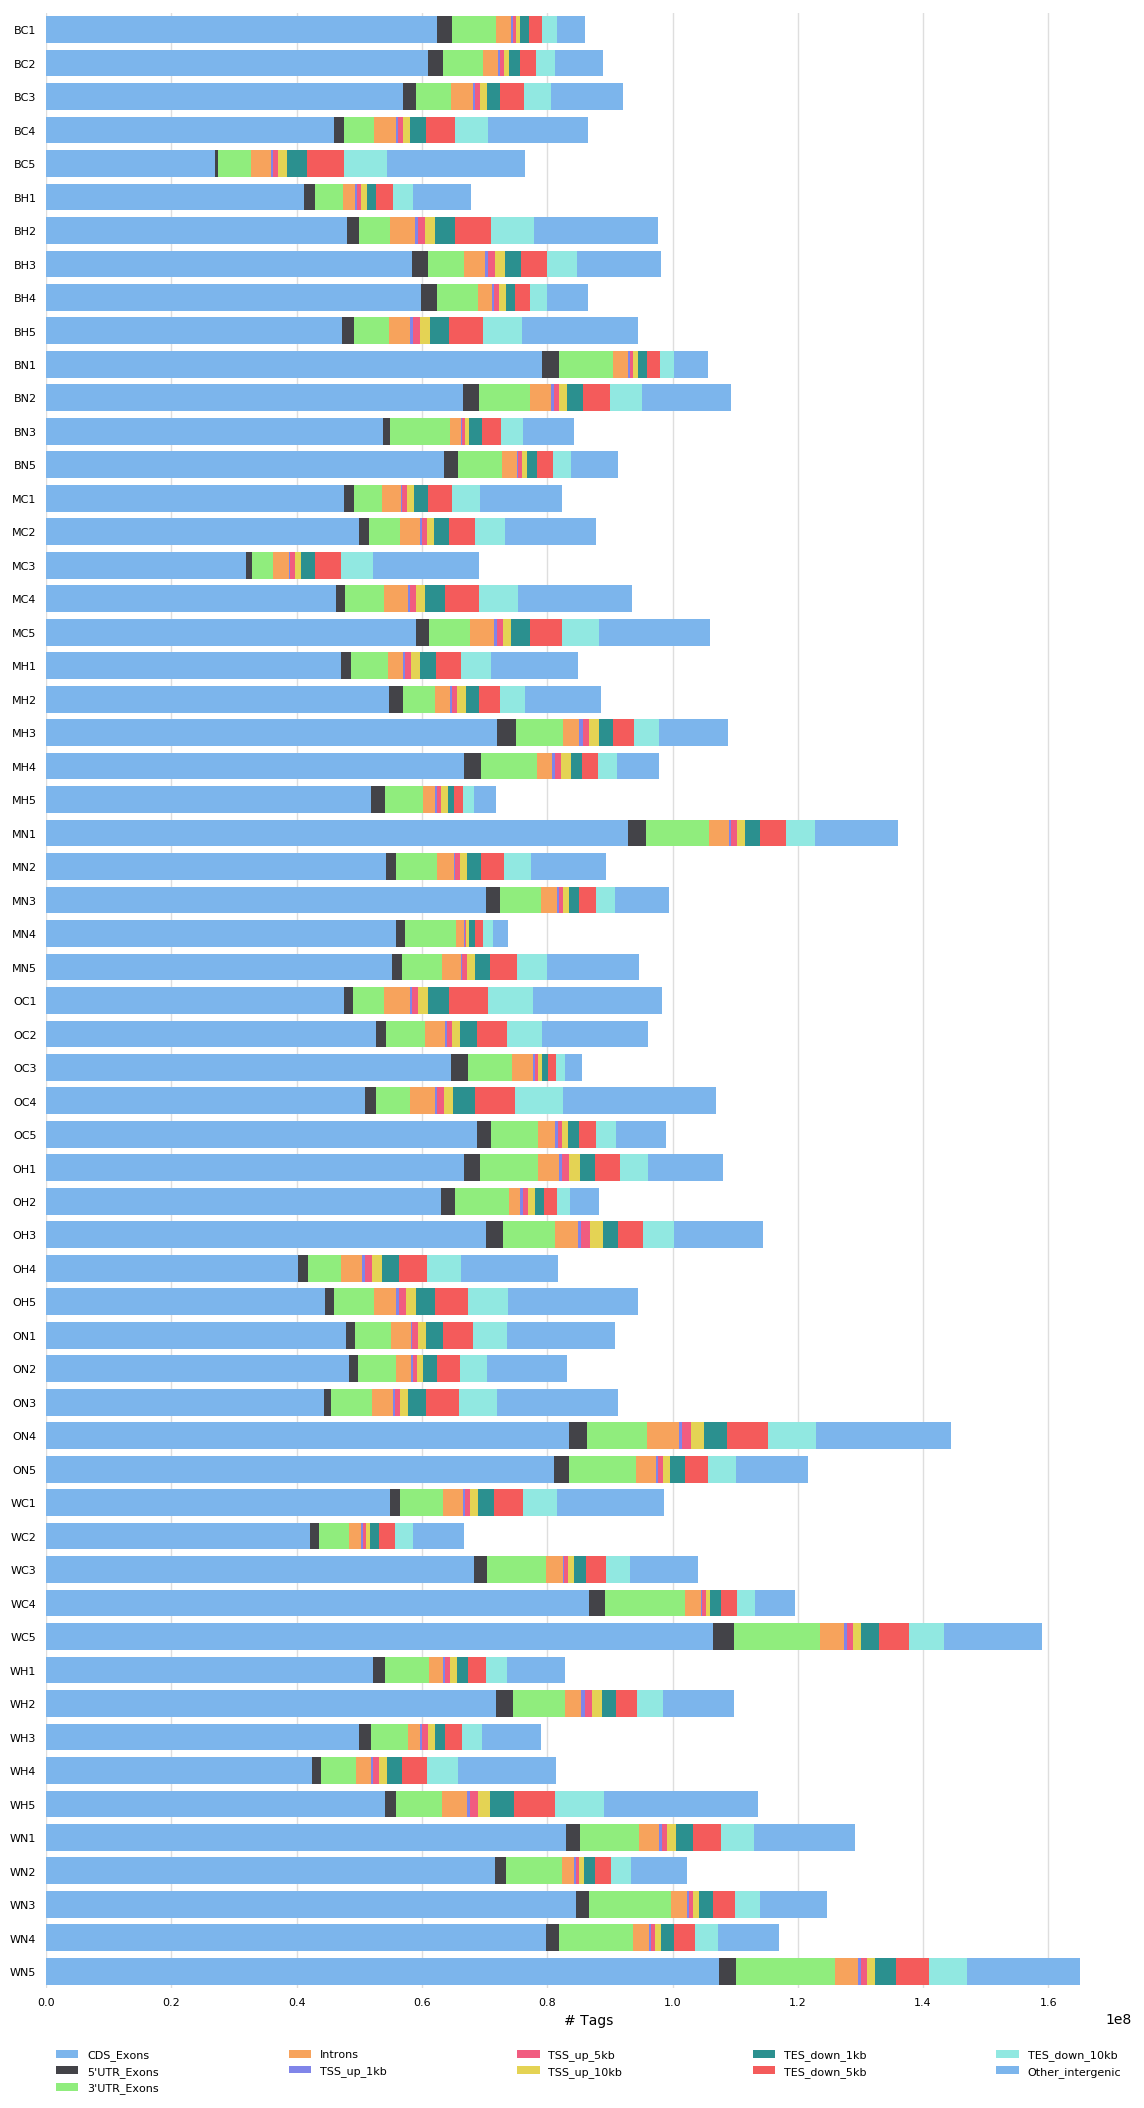 BC1
BC2
BC3
BC4
BC5
BH1
BH2
BH3
BH4
BH5
BN1
BN2
BN3
BN5
MC1
MC2
MC3
MC4
MC5
MH1
MH2
MH3
MH4
MH5
MN1
MN2
MN3
MN4
MN5
OC1
OC2
OC3
OC4
OC5
OH1
OH2
OH3
OH4
OH5
ON1
ON2
ON3
ON4
ON5
WC1
WC2
WC3
WC4
WC5
WH1
WH2
WH3
WH4
WH5
WN1
WN2
WN3
WN4
WN5
0.0 0.2 0.4 0.6 0.8 1.0 1.2 1.4 1.6
# Tags 1e8
CDS_Exons Introns TSS_up_5kb TES_down_1kb TES_down_10kb
5'UTR_Exons TSS_up_1kb TSS_up_10kb TES_down_5kb Other_intergenic
3'UTR_Exons